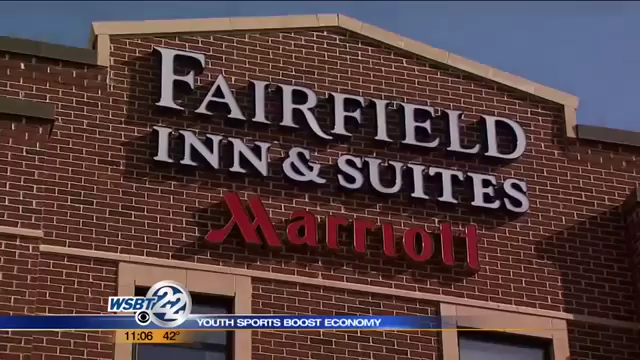 FAIRFIELD
INN & SUITES
Marriott
WSBT 22
YOUTH SPORTS BOOST ECONOMY
11:06 42°